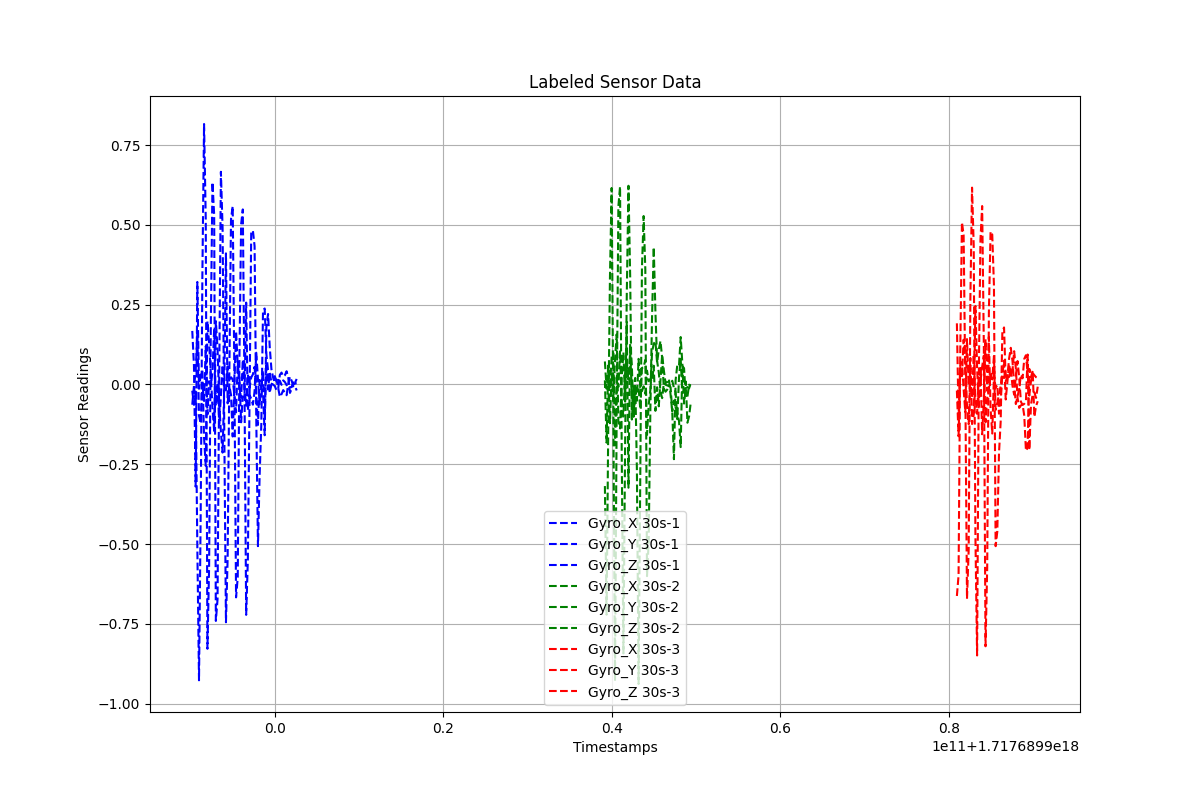 Labeled Sensor Data
0.75
0.50
0.25
0.00
−0.25
−0.50
−0.75
−1.00
Sensor Readings
Gyro_X 30s-1
Gyro_Y 30s-1
Gyro_Z 30s-1
Gyro_X 30s-2
Gyro_Y 30s-2
Gyro_Z 30s-2
Gyro_X 30s-3
Gyro_Y 30s-3
Gyro_Z 30s-3
0.0 0.2 0.4 0.6 0.8
Timestamps
1e11+1.7176899e18